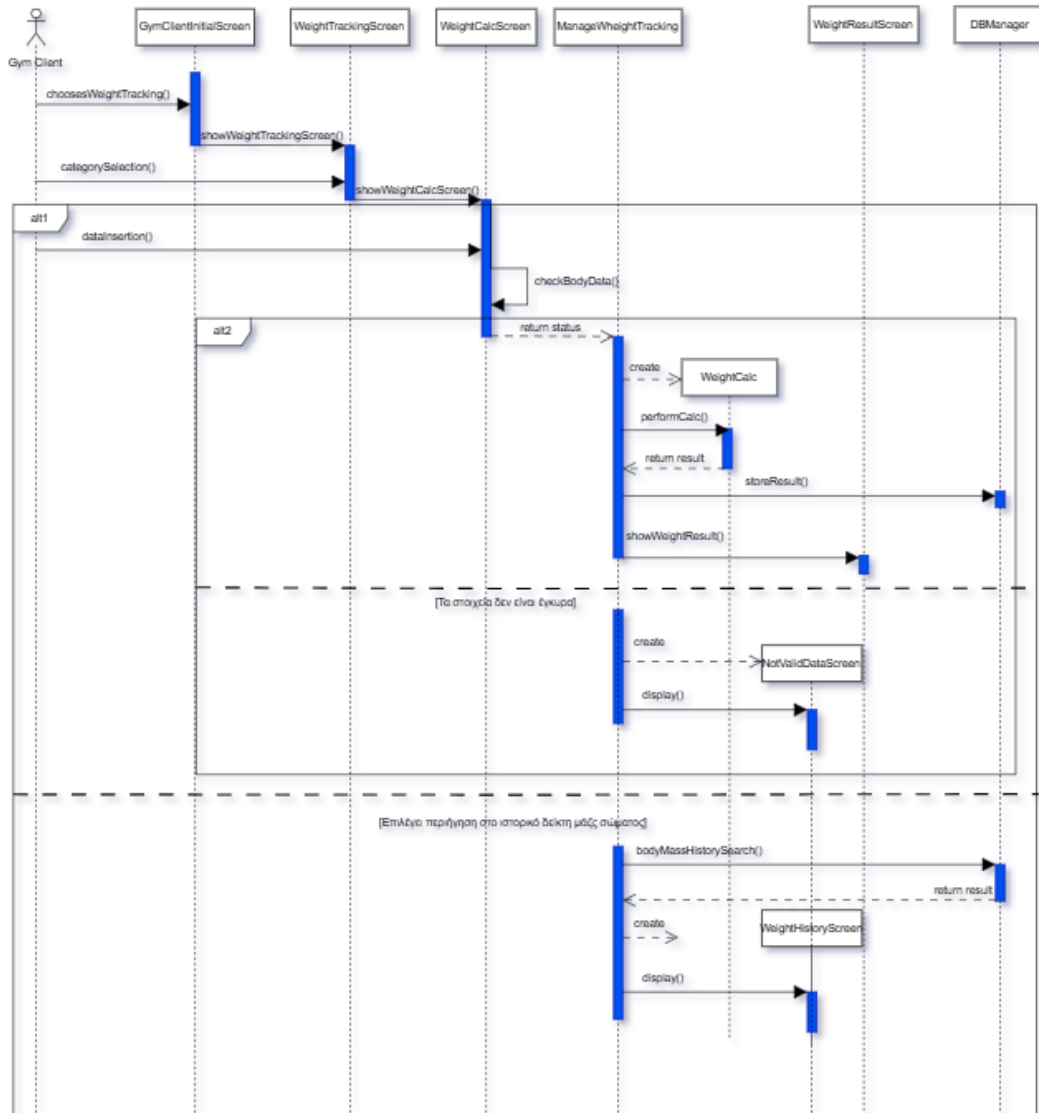 GymClientInitialScreen
WeightTrackingScreen
WeightCalcScreen
ManageWheightTracking
WeightResultScreen
DBManager
Gym Client
choosesWeightTracking()
showWeightTrackingScreen()
categorySelection()
showWeightCalcScreen()
alt1
dataInsertion()
checkBodyData()
alt2
return status
create
WeightCalc
performCalc()
return result
storeResult()
showWeightResult()
[Τα στοιχεία δεν είναι έγκυρα]
create
NotValidDataScreen
display()
[Επιλέγει περιήγηση στο ιστορικό δείκτη μάζς σώματος]
bodyMassHistorySearch()
return result
create
WeightHistoryScreen
display()